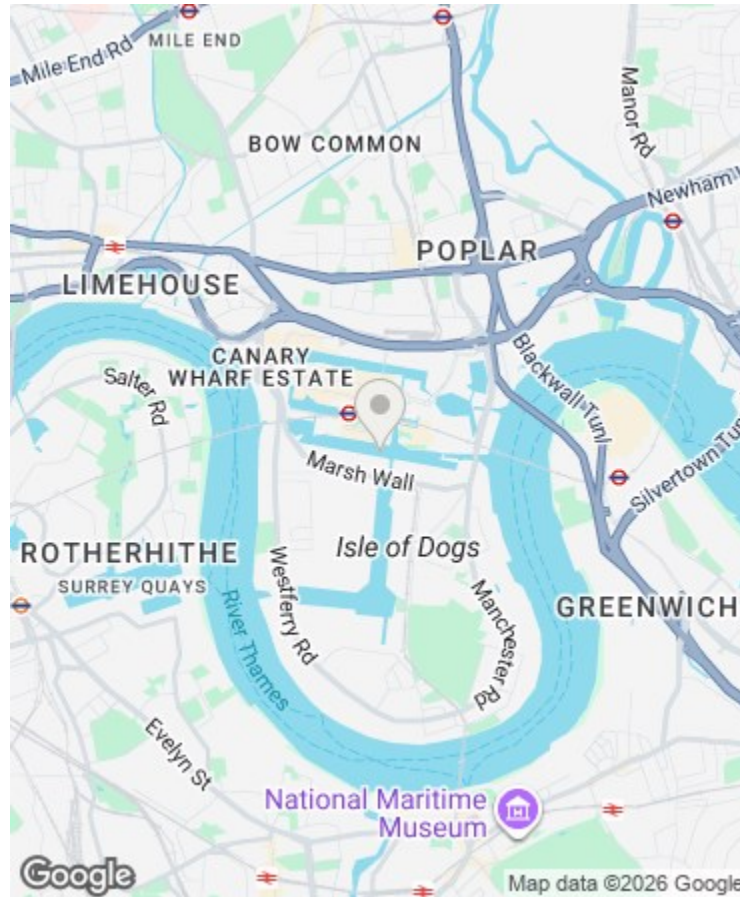 MILE END
Mile End Rd
Manor Rd
BOW COMMON
Newham
POPLAR
LIMEHOUSE
CANARY
WHARF ESTATE
Salter Rd
Blackwall Tunl
Marsh Wall
Silvertown Tu
ROTHERHITHE
SURREY QUAYS
Isle of Dogs
Westferry Rd
Manchester Rd
GREENWICH
River Thames
Evelyn St
National Maritime
Museum
Google
Map data ©2026 Google